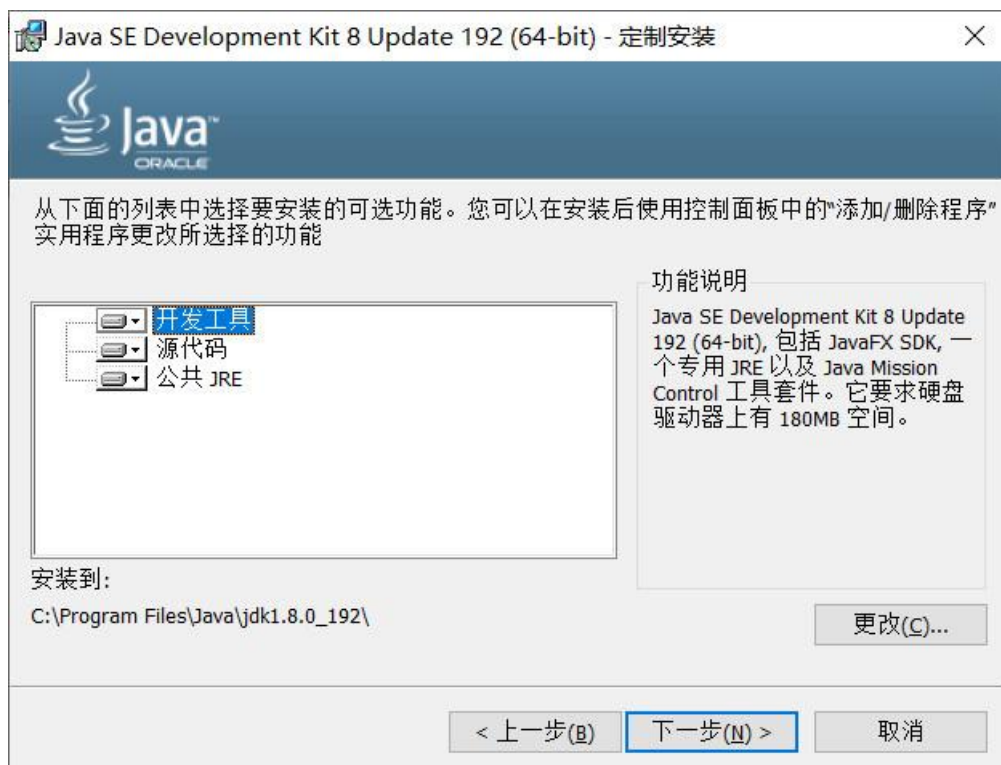 Java SE Development Kit 8 Update 192 (64-bit) - 定制安装
Java™
ORACLE
从下面的列表中选择要安装的可选功能。您可以在安装后使用控制面板中的“添加/删除程序”
实用程序更改所选择的功能
开发工具
源代码
公共 JRE
功能说明
Java SE Development Kit 8 Update
192 (64-bit), 包括 JavaFX SDK, 一
个专用 JRE 以及 Java Mission
Control 工具套件。它要求硬盘
驱动器上有 180MB 空间。
安装到:
C:\Program Files\Java\jdk1.8.0_192\
更改(C)...
< 上一步(B)
下一步(N) >
取消